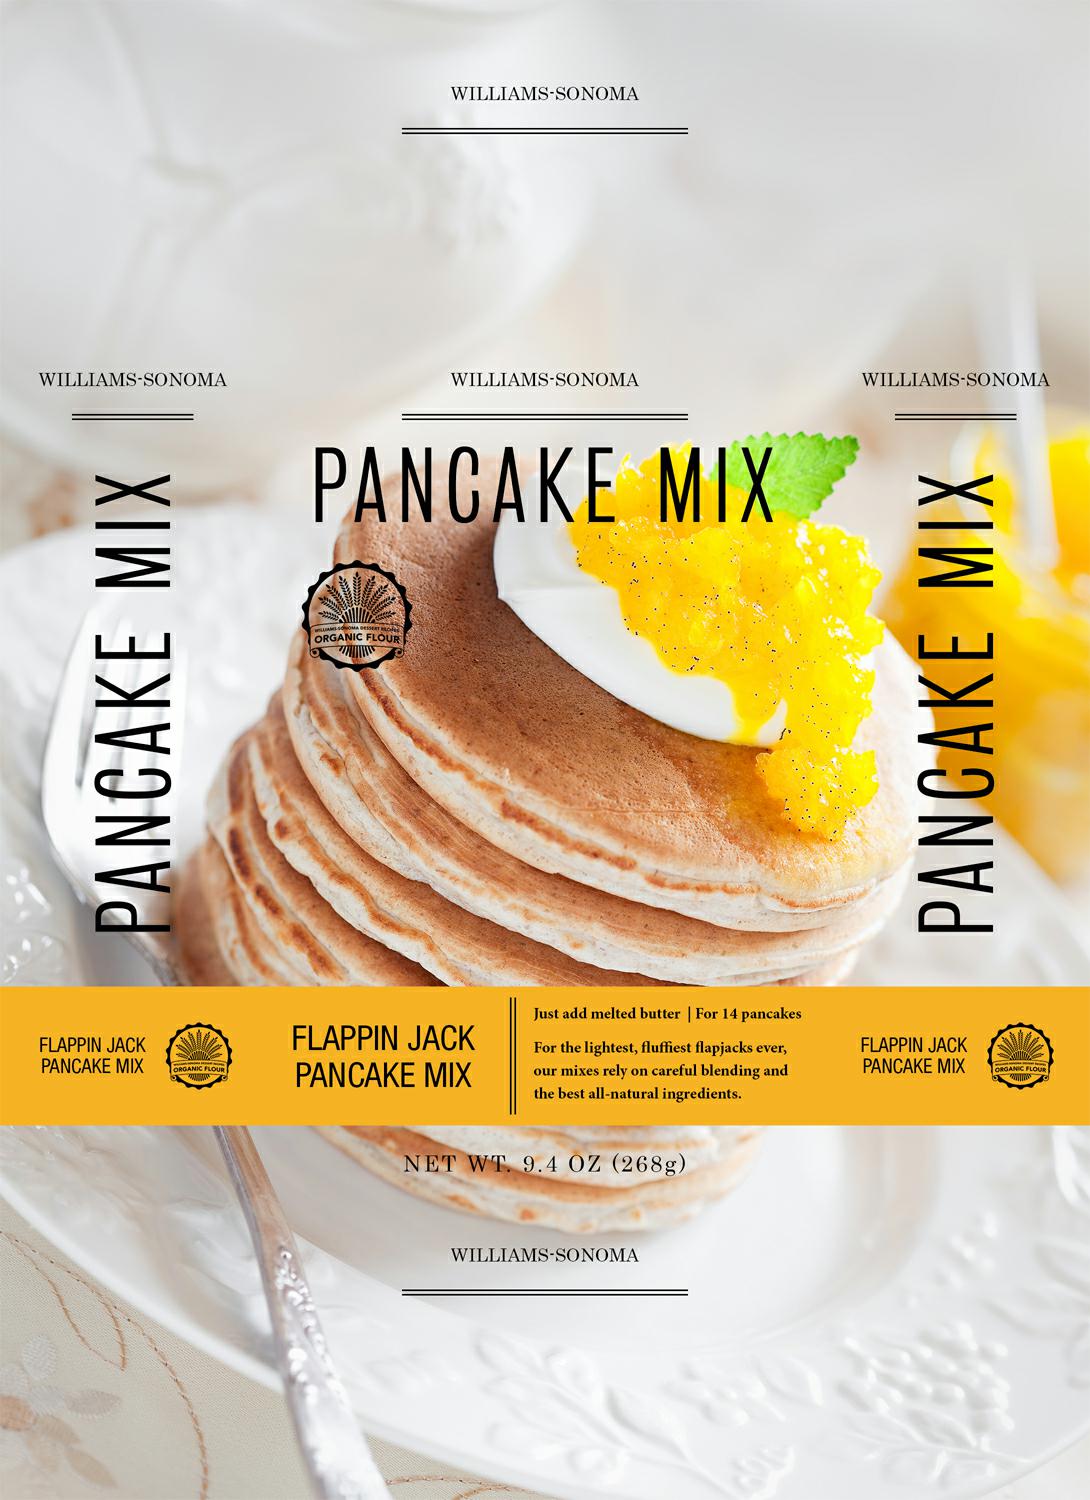 WILLIAMS-SONOMA
WILLIAMS-SONOMA
WILLIAMS-SONOMA
WILLIAMS-SONOMA
PANCAKE MIX
PANCAKE MIX
PANCAKE MIX
WILLIAMS-SONOMA DESSERT RECIPES
ORGANIC FLOUR
FLAPPIN JACK
PANCAKE MIX
ORGANIC FLOUR
FLAPPIN JACK
PANCAKE MIX
Just add melted butter | For 14 pancakes
For the lightest, fluffiest flapjacks ever,
our mixes rely on careful blending and
the best all-natural ingredients.
FLAPPIN JACK
PANCAKE MIX
ORGANIC FLOUR
NET WT. 9.4 OZ (268g)
WILLIAMS-SONOMA